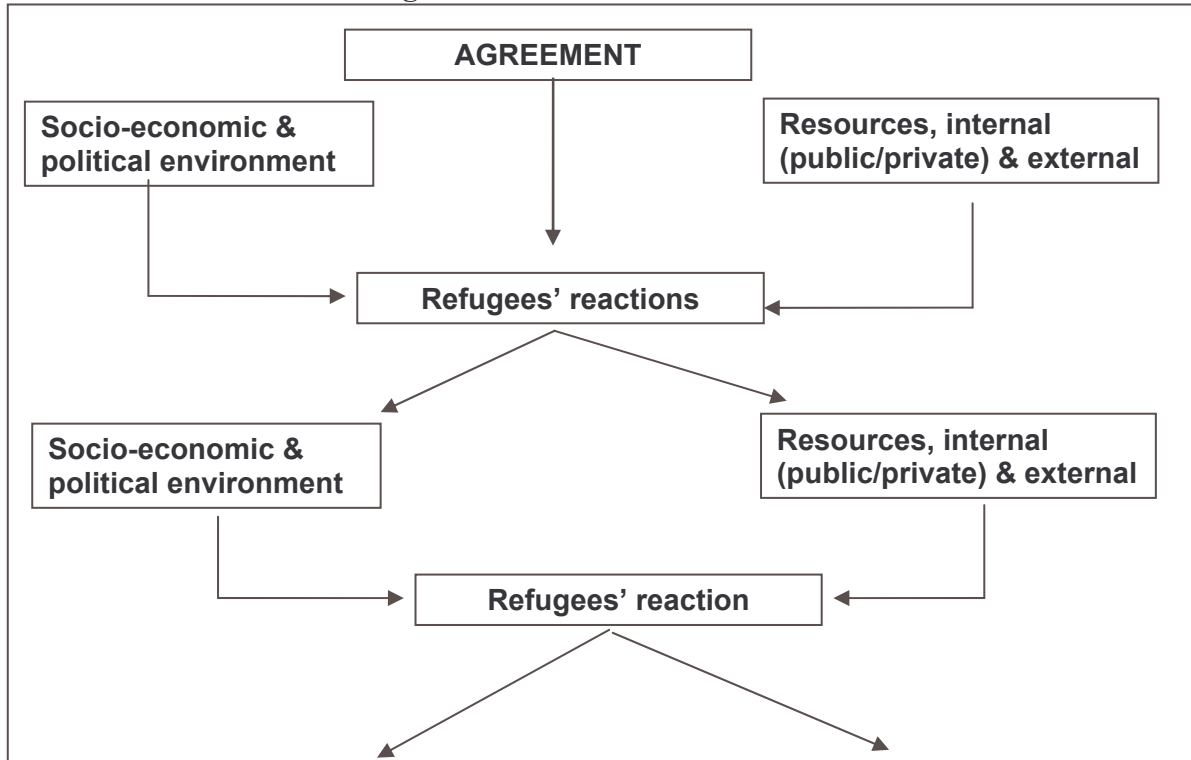 AGREEMENT
Socio-economic &
political environment
Resources, internal
(public/private) & external
Refugees’ reactions
Socio-economic &
political environment
Resources, internal
(public/private) & external
Refugees’ reaction